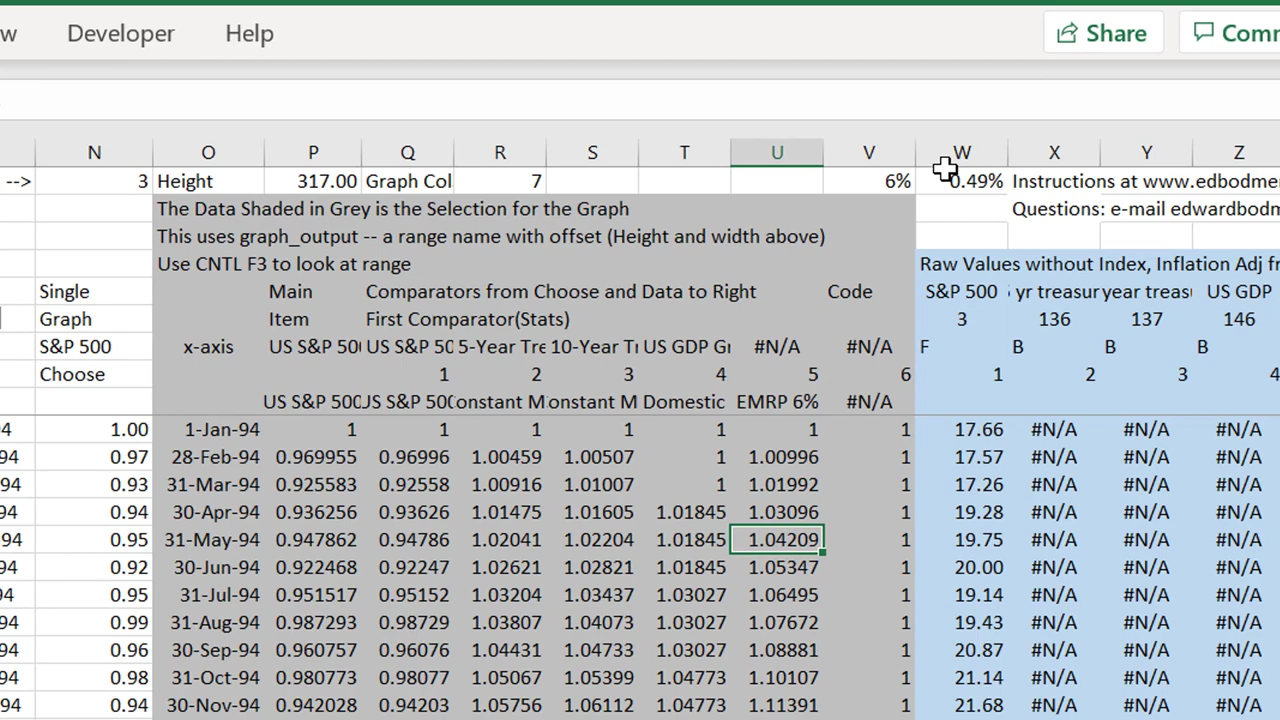 w Developer Help Share Comm
N O P Q R S T U V W X Y Z
--> 3 Height 317.00 Graph Col 7 6% 0.49% Instructions at www.edbodme
The Data Shaded in Grey is the Selection for the Graph Questions: e-mail edwardbodm
This uses graph_output -- a range name with offset (Height and width above)
Use CNTL F3 to look at range Raw Values without Index, Inflation Adj fr
Single Main Comparators from Choose and Data to Right Code S&P 500 yr treasur year treasu US GDP
Graph Item First Comparator(Stats) 3 136 137 146
S&P 500 x-axis US S&P 500 US S&P 50 5-Year Tre 10-Year Tr US GDP Gr #N/A #N/A F B B B
Choose 1 2 3 4 5 6 1 2 3 4
US S&P 500 US S&P 500 onstant M onstant M Domestic EMRP 6% #N/A
94 1.00 1-Jan-94 1 1 1 1 1 1 1 17.66 #N/A #N/A #N/A
94 0.97 28-Feb-94 0.969955 0.96996 1.00459 1.00507 1 1.00996 1 17.57 #N/A #N/A #N/A
94 0.93 31-Mar-94 0.925583 0.92558 1.00916 1.01007 1 1.01992 1 17.26 #N/A #N/A #N/A
94 0.94 30-Apr-94 0.936256 0.93626 1.01475 1.01605 1.01845 1.03096 1 19.28 #N/A #N/A #N/A
94 0.95 31-May-94 0.947862 0.94786 1.02041 1.02204 1.01845 1.04209 1 19.75 #N/A #N/A #N/A
94 0.92 30-Jun-94 0.922468 0.92247 1.02621 1.02821 1.01845 1.05347 1 20.00 #N/A #N/A #N/A
94 0.95 31-Jul-94 0.951517 0.95152 1.03204 1.03437 1.03027 1.06495 1 19.14 #N/A #N/A #N/A
94 0.99 31-Aug-94 0.987293 0.98729 1.03807 1.04073 1.03027 1.07672 1 19.43 #N/A #N/A #N/A
94 0.96 30-Sep-94 0.960757 0.96076 1.04431 1.04733 1.03027 1.08881 1 20.87 #N/A #N/A #N/A
94 0.98 31-Oct-94 0.980773 0.98077 1.05067 1.05399 1.04773 1.10107 1 21.14 #N/A #N/A #N/A
94 0.94 30-Nov-94 0.942028 0.94203 1.05756 1.06112 1.04773 1.11391 1 21.68 #N/A #N/A #N/A